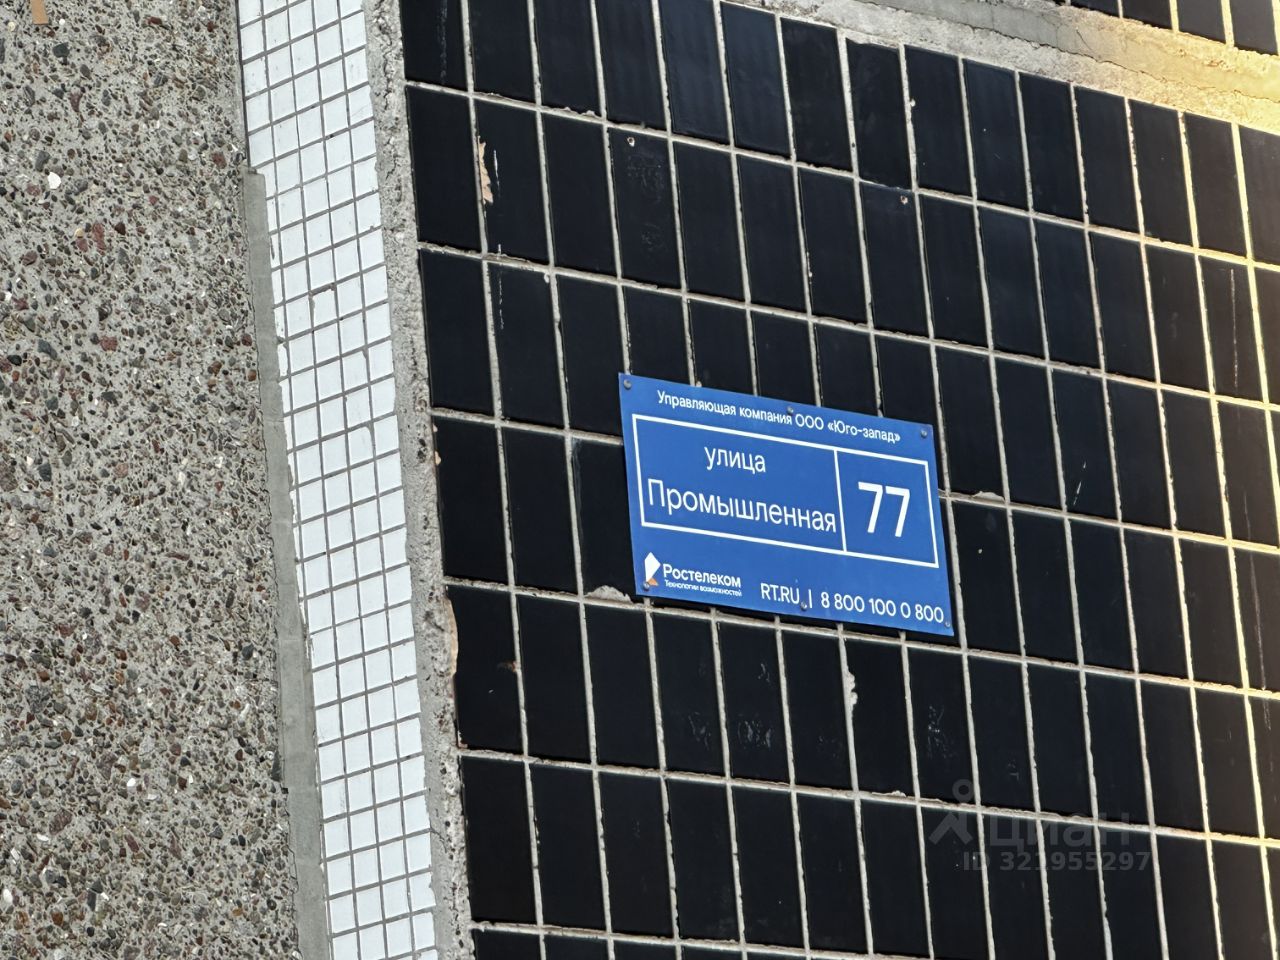 Управляющая компания ООО «Юго-запад»
улица
Промышленная
77
Ростелеком
Технологии возможностей
RT.RU | 8 800 100 0 800
циан
ID 321955297